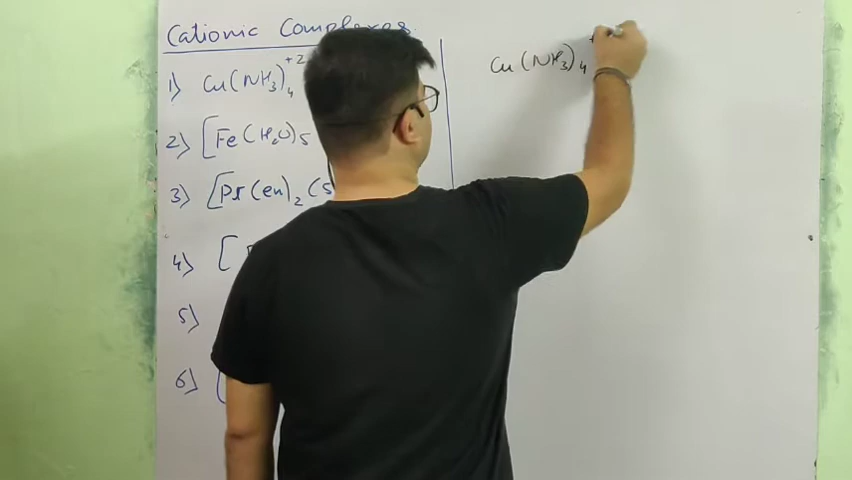 Cationic Complexes
1) Cu(NH3)4 +2
2) [Fe(H2O)5
3) [Pt(en)2(S
4) [
5)
6) [
Cu(NH3)4 +